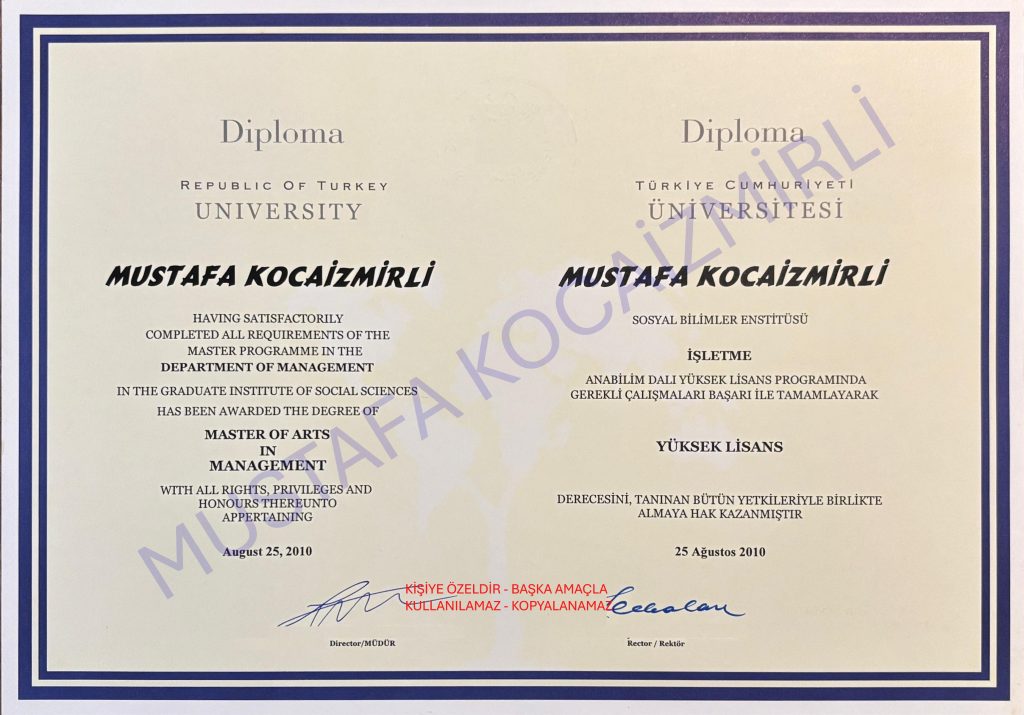 Diploma
REPUBLIC OF TURKEY
UNIVERSITY
MUSTAFA KOCAİZMİRLİ
HAVING SATISFACTORILY
COMPLETED ALL REQUIREMENTS OF THE
MASTER PROGRAMME IN THE
DEPARTMENT OF MANAGEMENT
IN THE GRADUATE INSTITUTE OF SOCIAL SCIENCES
HAS BEEN AWARDED THE DEGREE OF
MASTER OF ARTS
IN
MANAGEMENT
WITH ALL RIGHTS, PRIVILEGES AND
HONOURS THEREUNTO
APPERTAINING
August 25, 2010
Director/MÜDÜR
Diploma
TÜRKİYE CUMHURİYETİ
ÜNİVERSİTESİ
MUSTAFA KOCAİZMİRLİ
SOSYAL BİLİMLER ENSTİTÜSÜ
İŞLETME
ANABİLİM DALI YÜKSEK LİSANS PROGRAMINDA
GEREKLİ ÇALIŞMALARI BAŞARI İLE TAMAMLAYARAK
YÜKSEK LİSANS
DERECESİNİ, TANINAN BÜTÜN YETKİLERİYLE BİRLİKTE
ALMAYA HAK KAZANMIŞTIR
25 Ağustos 2010
Rector / Rektör
KİŞİYE ÖZELDİR - BAŞKA AMAÇLA
KULLANILAMAZ - KOPYALANAMAZ
MUSTAFA KOCAİZMİRLİ